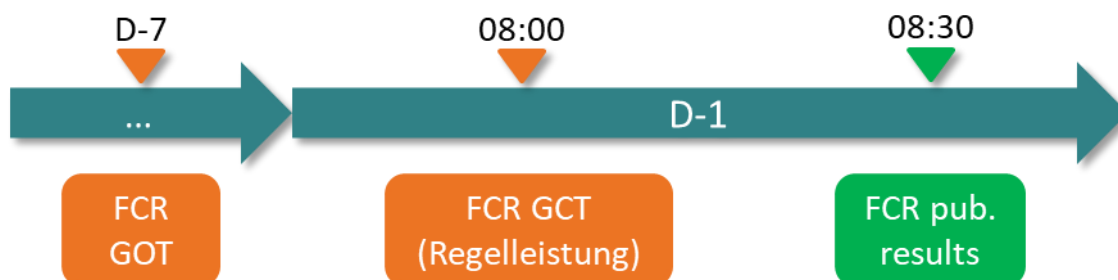 D-7
08:00
08:30
...
D-1
FCR
GOT
FCR GCT
(Regelleistung)
FCR pub.
results